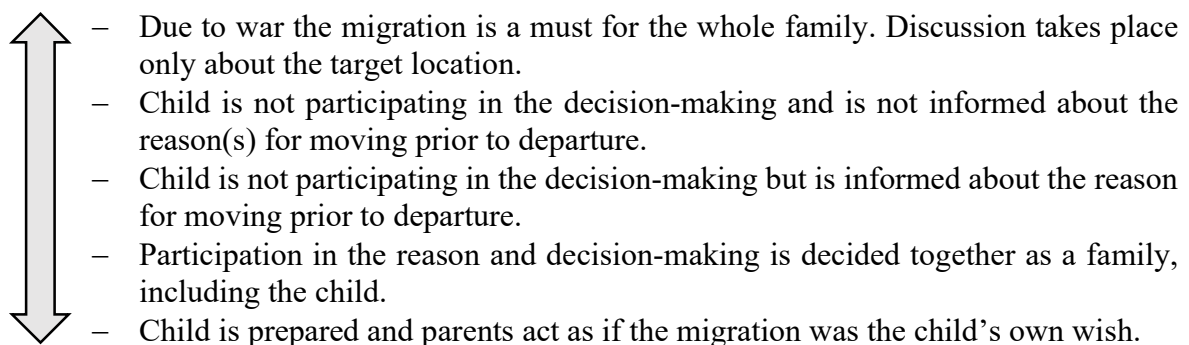 – Due to war the migration is a must for the whole family. Discussion takes place
only about the target location.
– Child is not participating in the decision-making and is not informed about the
reason(s) for moving prior to departure.
– Child is not participating in the decision-making but is informed about the reason
for moving prior to departure.
– Participation in the reason and decision-making is decided together as a family,
including the child.
– Child is prepared and parents act as if the migration was the child’s own wish.